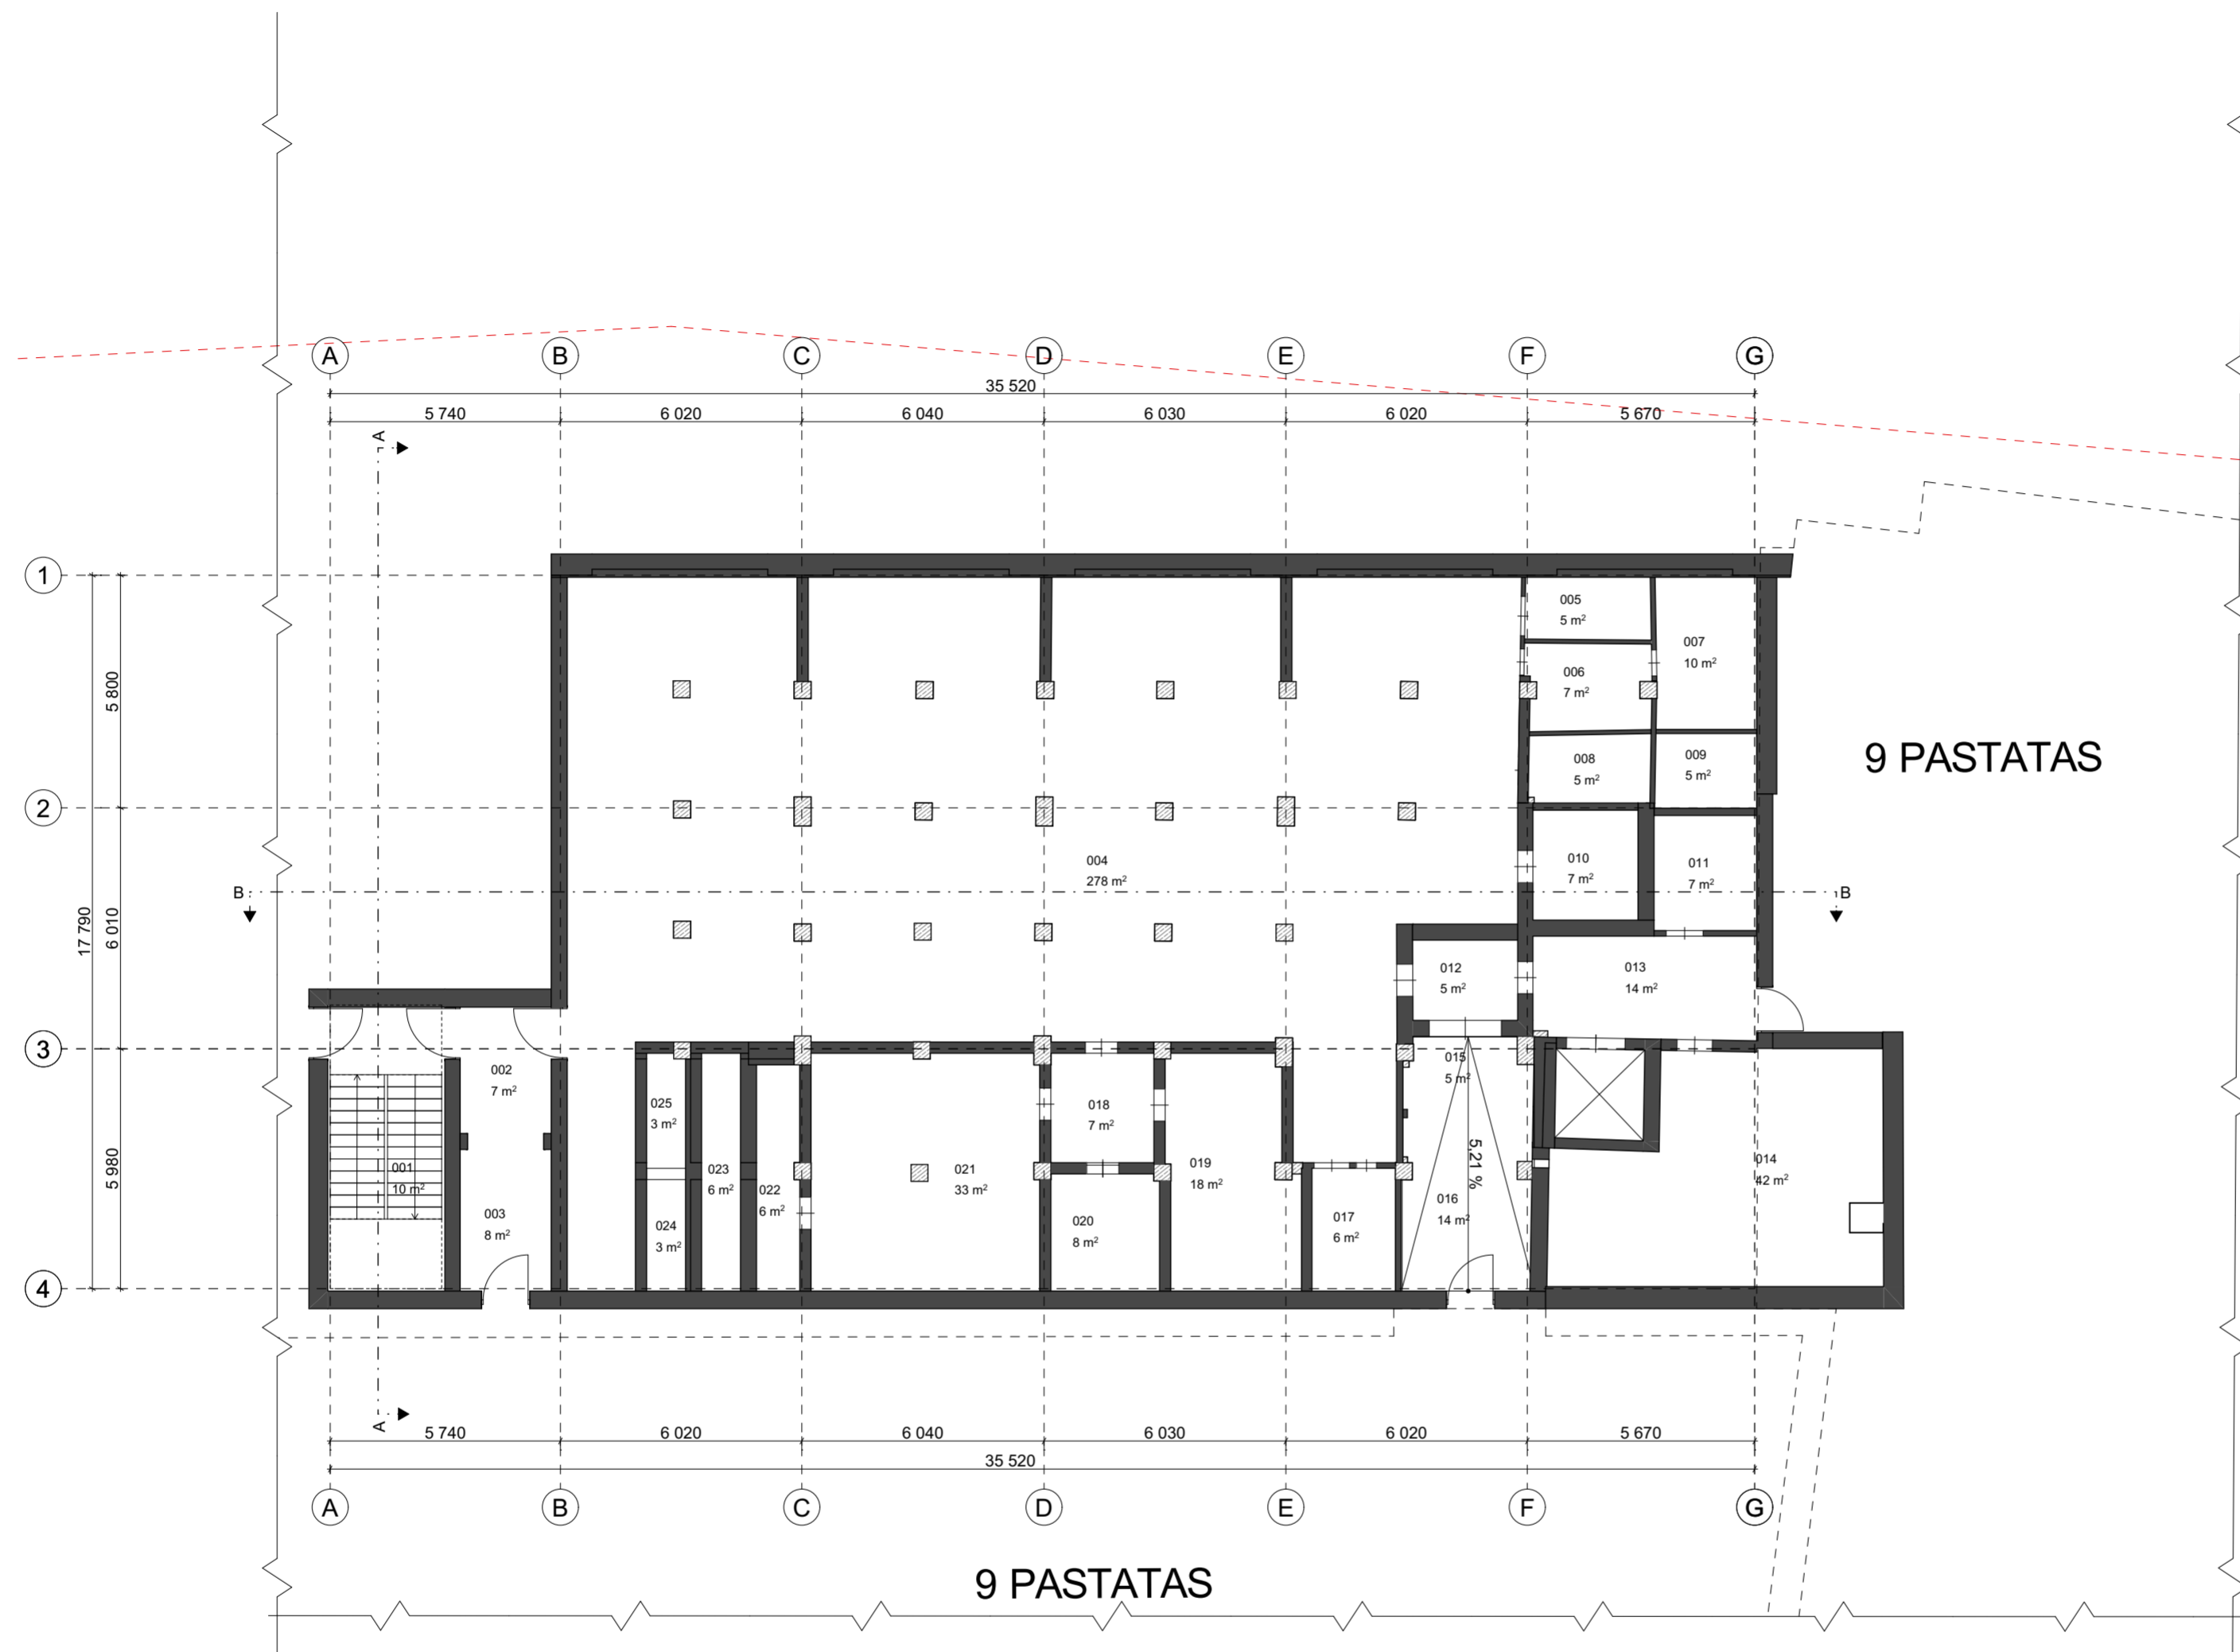 A B C D E F G
35 520
5 740 6 020 6 040 6 030 6 020 5 670
A
1
005
5 m²
007
10 m²
006
7 m²
5 800
9 PASTATAS
009
5 m²
008
5 m²
2
004
278 m²
010
7 m²
011
7 m²
B B
17 790
6 010
012
5 m²
013
14 m²
3
015
5 m²
002
7 m²
025
3 m²
018
7 m²
5,21 %
5 980
001
10 m²
023
6 m²
021
33 m²
019
18 m²
014
42 m²
022
6 m²
016
14 m²
003
8 m²
024
3 m²
020
8 m²
017
6 m²
4
A
5 740 6 020 6 040 6 030 6 020 5 670
35 520
A B C D E F G
9 PASTATAS